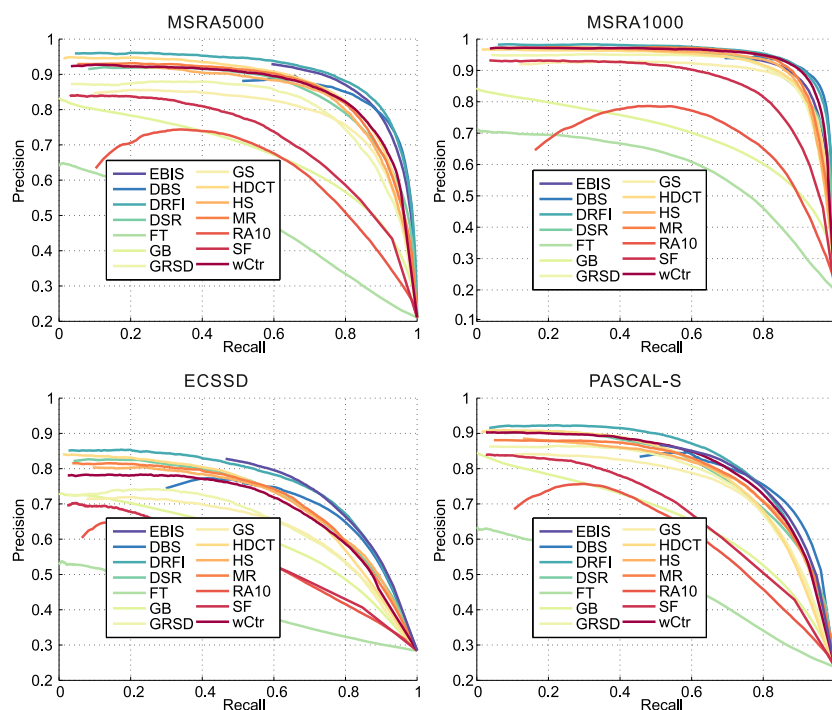 MSRA5000
1
0.9
0.8
0.7
0.6
0.5
0.4
0.3
0.2
Precision
0 0.2 0.4 0.6 0.8 1
Recall
EBIS GS
DBS HDCT
DRFI HS
DSR MR
FT RA10
GB SF
GRSD wCtr
MSRA1000
1
0.9
0.8
0.7
0.6
0.5
0.4
0.3
0.2
0.1
Precision
0 0.2 0.4 0.6 0.8
Recall
EBIS GS
DBS HDCT
DRFI HS
DSR MR
FT RA10
GB SF
GRSD wCtr
ECSSD
1
0.9
0.8
0.7
0.6
0.5
0.4
0.3
0.2
Precision
0 0.2 0.4 0.6 0.8 1
Recall
EBIS GS
DBS HDCT
DRFI HS
DSR MR
FT RA10
GB SF
GRSD wCtr
PASCAL-S
1
0.9
0.8
0.7
0.6
0.5
0.4
0.3
0.2
Precision
0 0.2 0.4 0.6 0.8
Recall
EBIS GS
DBS HDCT
DRFI HS
DSR MR
FT RA10
GB SF
GRSD wCtr